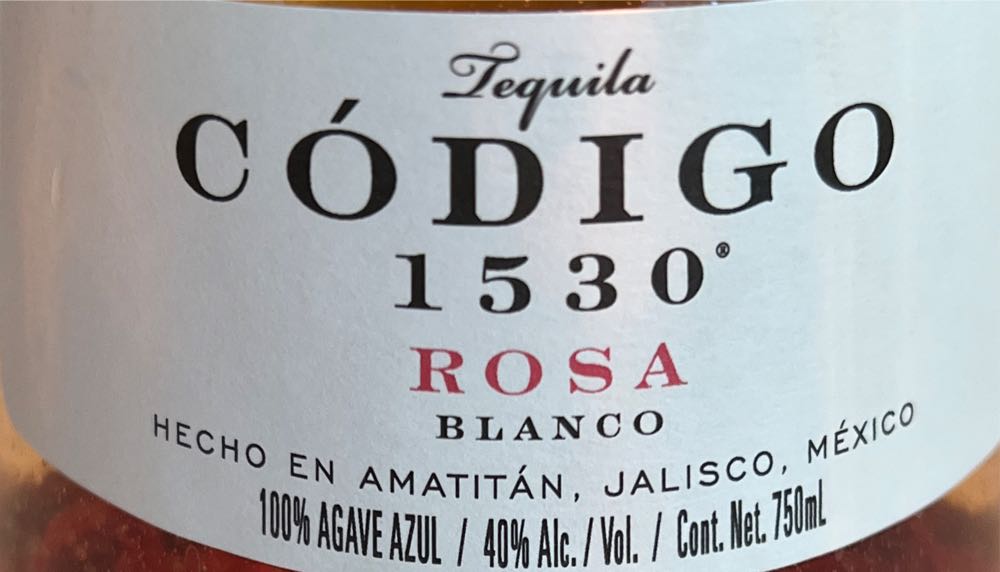 Tequila
CÓDIGO
1530®
ROSA
BLANCO
HECHO EN AMATITÁN, JALISCO, MÉXICO
100% AGAVE AZUL / 40% Alc. / Vol. / Cont. Net. 750mL